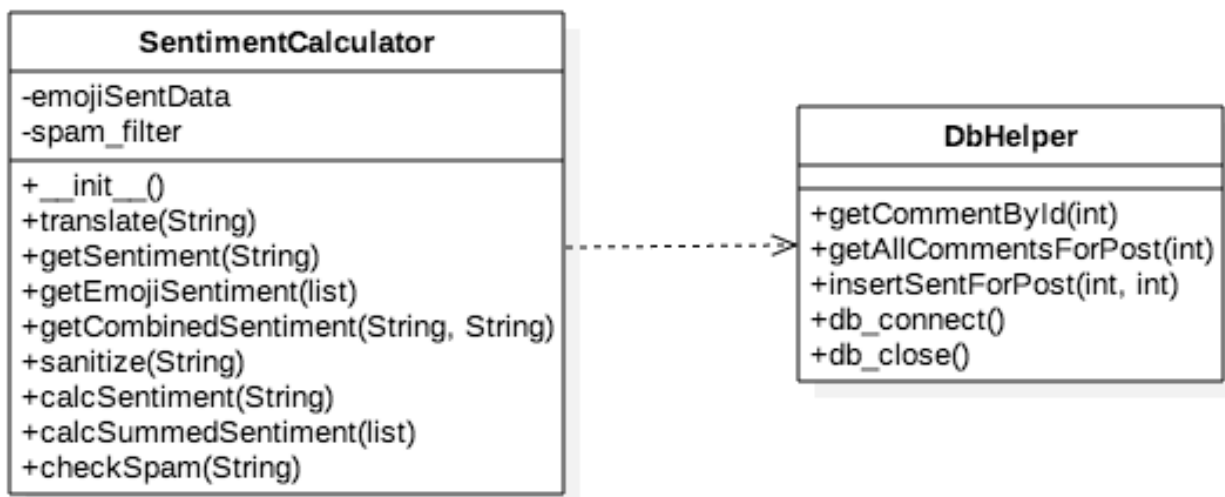 SentimentCalculator
-emojiSentData
-spam_filter
+__init__()
+translate(String)
+getSentiment(String)
+getEmojiSentiment(list)
+getCombinedSentiment(String, String)
+sanitize(String)
+calcSentiment(String)
+calcSummedSentiment(list)
+checkSpam(String)
DbHelper
+getCommentById(int)
+getAllCommentsForPost(int)
+insertSentForPost(int, int)
+db_connect()
+db_close()